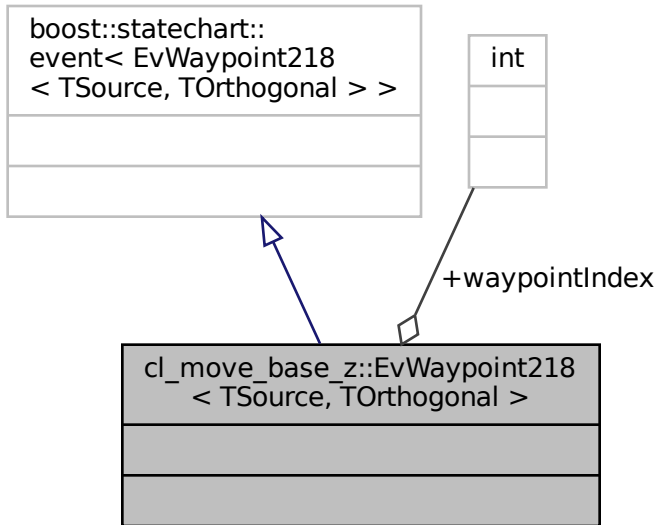 boost::statechart::
event< EvWaypoint218
< TSource, TOrthogonal > >
int
+waypointIndex
cl_move_base_z::EvWaypoint218
< TSource, TOrthogonal >